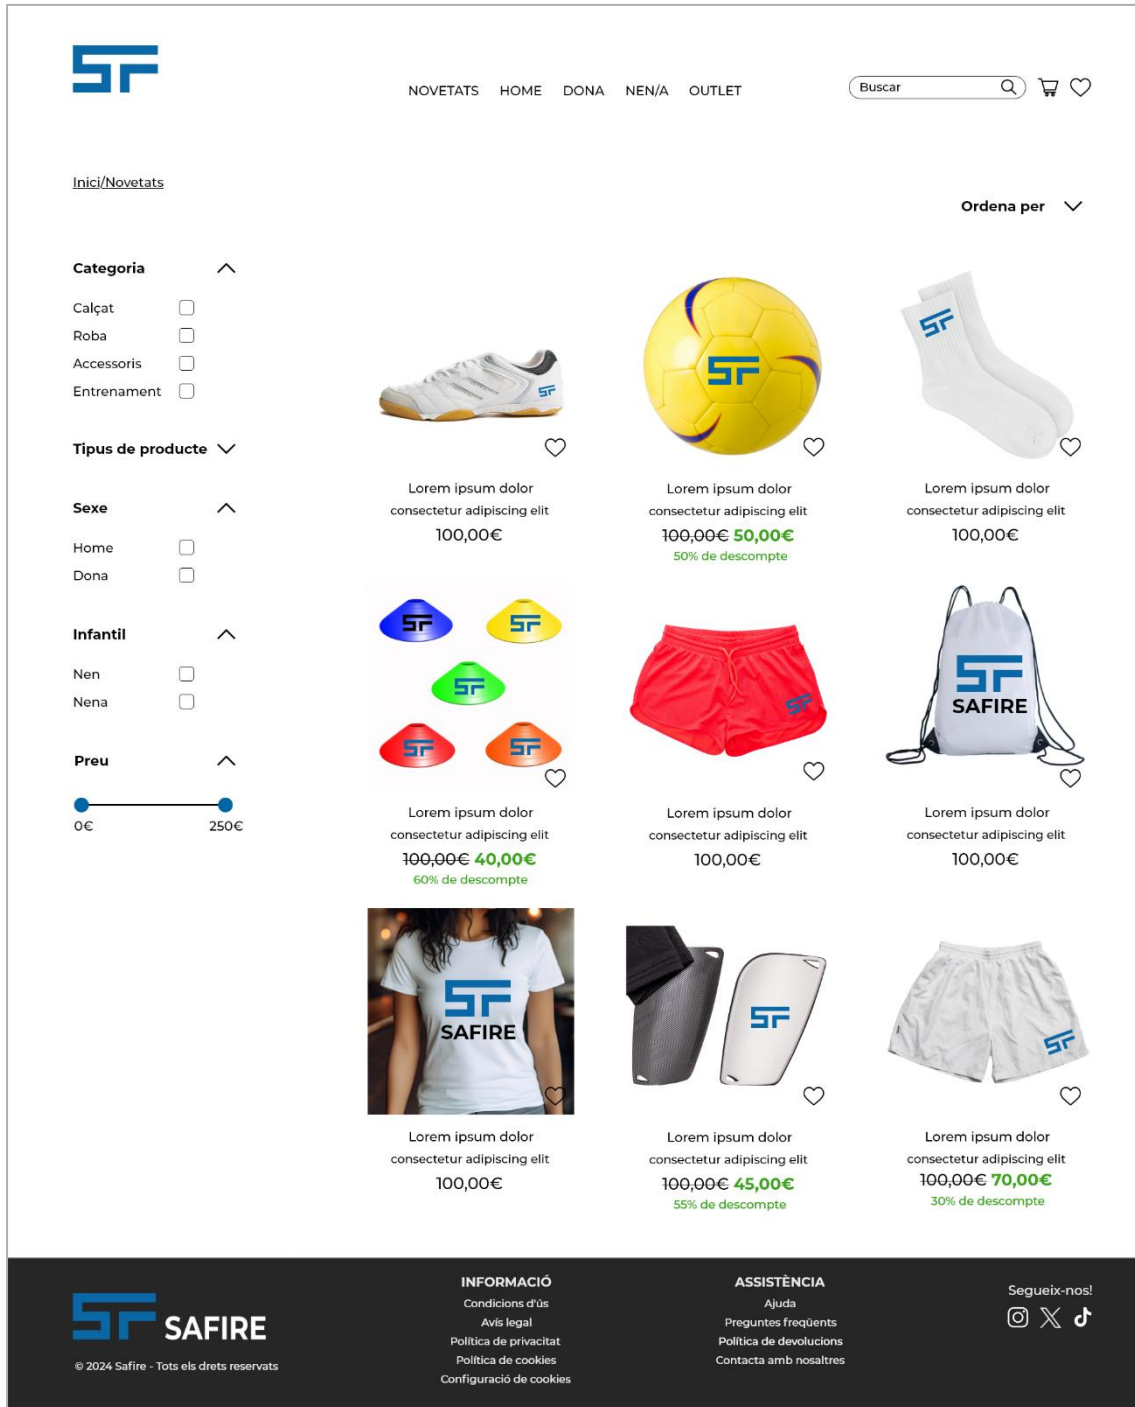 SF
NOVETATS HOME DONA NEN/A OUTLET
Buscar
Inici/Novetats
Ordena per
Categoria
Calçat
Roba
Accessoris
Entrenament
Tipus de producte
Sexe
Home
Dona
Infantil
Nen
Nena
Preu
0€ 250€
SF
Lorem ipsum dolor
consectetur adipiscing elit
100,00€
SF
Lorem ipsum dolor
consectetur adipiscing elit
100,00€ 50,00€
50% de descompte
SF
Lorem ipsum dolor
consectetur adipiscing elit
100,00€
SF SF
SF
SF SF
Lorem ipsum dolor
consectetur adipiscing elit
100,00€ 40,00€
60% de descompte
SF
Lorem ipsum dolor
consectetur adipiscing elit
100,00€
SF
SAFIRE
Lorem ipsum dolor
consectetur adipiscing elit
100,00€
SF
SAFIRE
Lorem ipsum dolor
consectetur adipiscing elit
100,00€
SF
Lorem ipsum dolor
consectetur adipiscing elit
100,00€ 45,00€
55% de descompte
SF
Lorem ipsum dolor
consectetur adipiscing elit
100,00€ 70,00€
30% de descompte
SF SAFIRE
© 2024 Safire - Tots els drets reservats
INFORMACIÓ
Condicions d'ús
Avís legal
Política de privacitat
Política de cookies
Configuració de cookies
ASSISTÈNCIA
Ajuda
Preguntes freqüents
Política de devolucions
Contacta amb nosaltres
Segueix-nos!